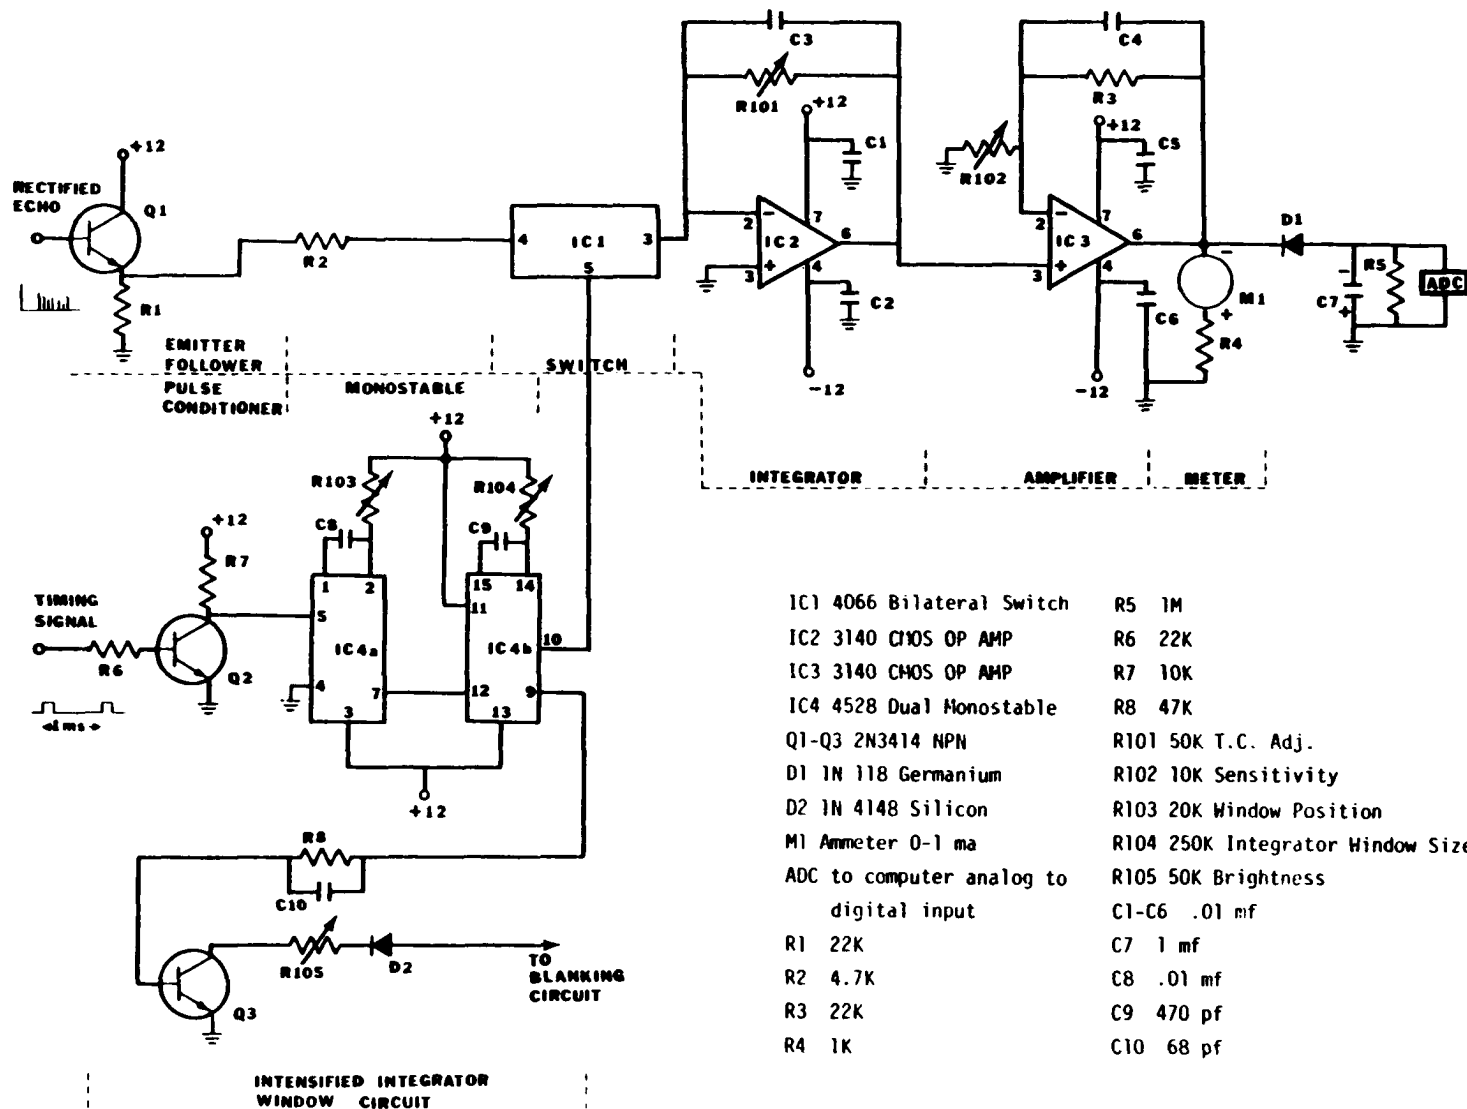 C3
C4
R101
R3
+12
+12
C1
C5
R102
+12
RECTIFIED
ECHO
Q1
R2
4 IC1 3
5
2 − IC2 7 6
3 + 4
C2
2 − IC3 7 6
3 + 4
C6
D1
−
M1
+
R4
−
C7
+
R5
ADC
R1
−12
−12
EMITTER
FOLLOWER
SWITCH
PULSE
CONDITIONER
MONOSTABLE
INTEGRATOR
AMPLIFIER
METER
+12
R103
R104
C8
C9
+12
R7
1 2
15 14
TIMING
SIGNAL
5
11
IC4a
IC4b
10
R6
Q2
4
7
12
9
3
13
1 ms
+12
R8
C10
R105
D2
TO
BLANKING
CIRCUIT
Q3
INTENSIFIED INTEGRATOR
WINDOW CIRCUIT
IC1 4066 Bilateral Switch
IC2 3140 CMOS OP AMP
IC3 3140 CMOS OP AMP
IC4 4528 Dual Monostable
Q1-Q3 2N3414 NPN
D1 1N 118 Germanium
D2 1N 4148 Silicon
M1 Ammeter 0-1 ma
ADC to computer analog to
digital input
R1 22K
R2 4.7K
R3 22K
R4 1K
R5 1M
R6 22K
R7 10K
R8 47K
R101 50K T.C. Adj.
R102 10K Sensitivity
R103 20K Window Position
R104 250K Integrator Window Size
R105 50K Brightness
C1-C6 .01 mf
C7 1 mf
C8 .01 mf
C9 470 pf
C10 68 pf